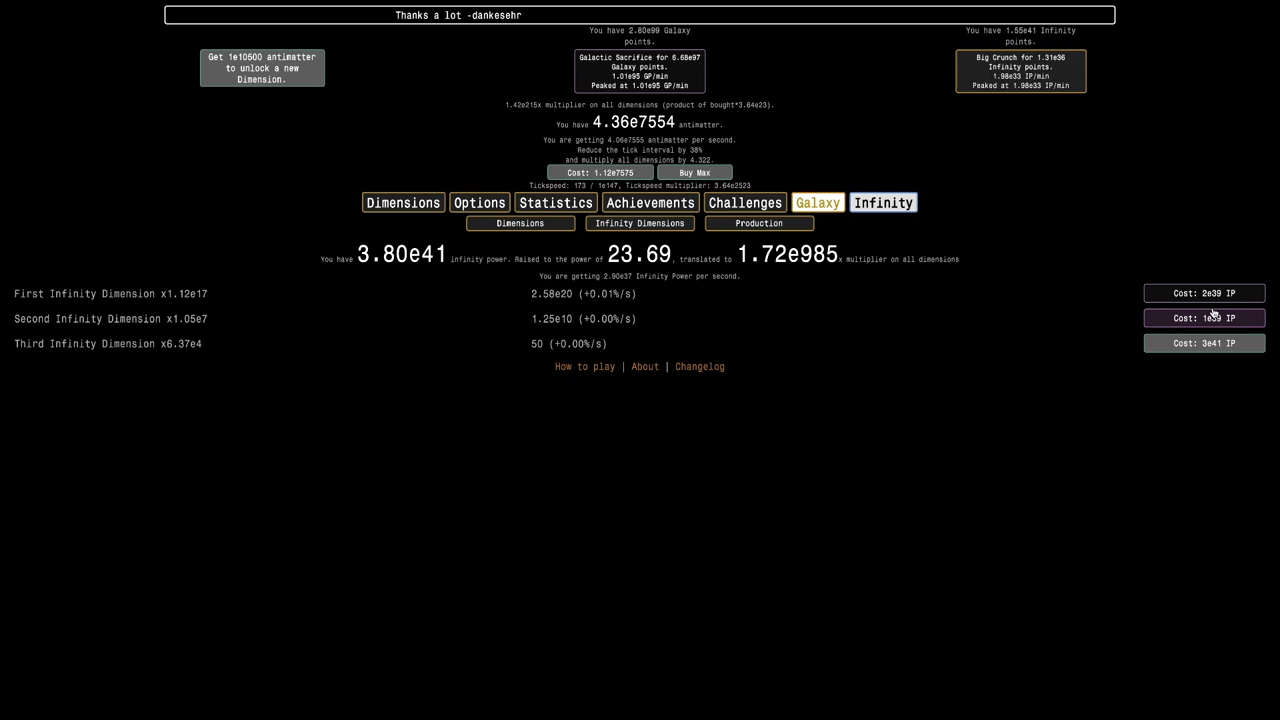 Thanks a lot -dankesehr
You have 2.80e99 Galaxy
points.
You have 1.55e41 Infinity
points.
Get 1e10500 antimatter
to unlock a new
Dimension.
Galactic Sacrifice for 6.68e97
Galaxy points.
1.01e95 GP/min
Peaked at 1.01e95 GP/min
Big Crunch for 1.31e36
Infinity points.
1.98e33 IP/min
Peaked at 1.98e33 IP/min
1.42e215x multiplier on all dimensions (product of bought*3.64e23).
You have 4.36e7554 antimatter.
You are getting 4.06e7555 antimatter per second.
Reduce the tick interval by 38%
and multiply all dimensions by 4.322.
Cost: 1.12e7575 Buy Max
Tickspeed: 173 / 1e147, Tickspeed multiplier: 3.64e2523
Dimensions Options Statistics Achievements Challenges Galaxy Infinity
Dimensions Infinity Dimensions Production
You have 3.80e41 infinity power. Raised to the power of 23.69, translated to 1.72e985x multiplier on all dimensions
You are getting 2.90e37 Infinity Power per second.
First Infinity Dimension x1.12e17 2.58e20 (+0.01%/s) Cost: 2e39 IP
Second Infinity Dimension x1.05e7 1.25e10 (+0.00%/s) Cost: 1e39 IP
Third Infinity Dimension x6.37e4 50 (+0.00%/s) Cost: 3e41 IP
How to play | About | Changelog